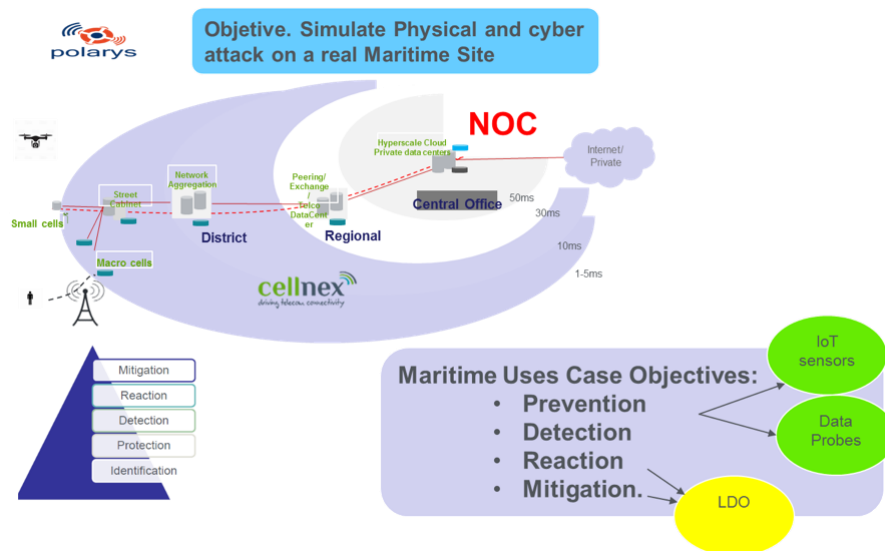 polarys
Objetive. Simulate Physical and cyber
attack on a real Maritime Site
NOC
Hyperscale Cloud
Private data centers
Internet/
Private
Network
Aggregation
Peering/
Exchange
/
Telco
DataCent
er
Street
Cabinet
Small cells
Central Office
50ms
30ms
District
Regional
10ms
Macro cells
1-5ms
cellnex
driving telecom connectivity
Mitigation
Reaction
Detection
Protection
Identification
Maritime Uses Case Objectives:
• Prevention
• Detection
• Reaction
• Mitigation.
IoT
sensors
Data
Probes
LDO